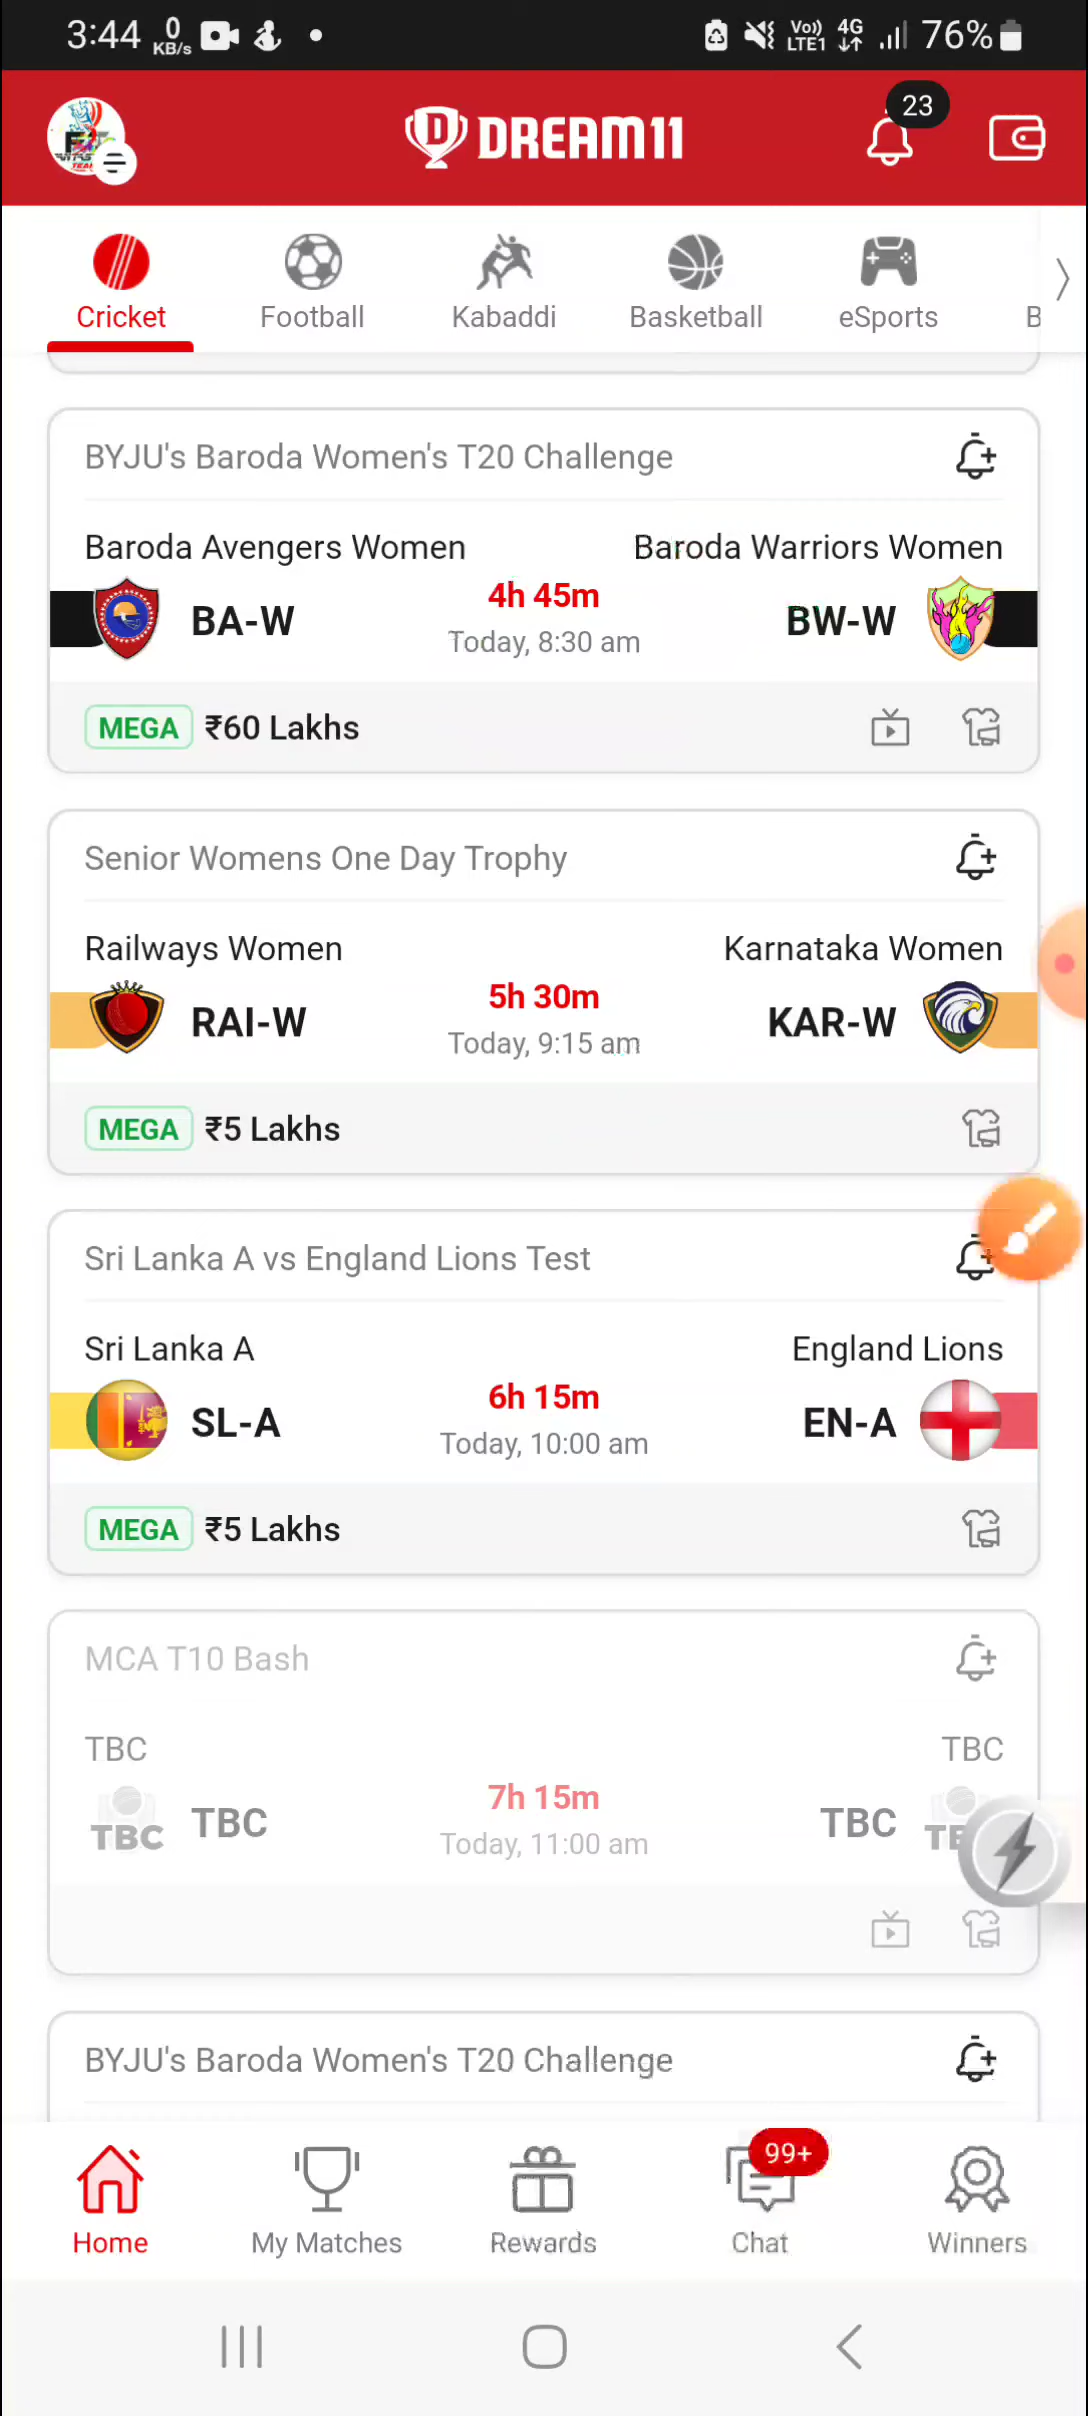 3:44 0 KB/s Vo)) LTE1 4G 76%
DREAM11 23
Cricket Football Kabaddi Basketball eSports B
BYJU's Baroda Women's T20 Challenge
Baroda Avengers Women Baroda Warriors Women
BA-W 4h 45m BW-W
Today, 8:30 am
MEGA ₹60 Lakhs
Senior Womens One Day Trophy
Railways Women Karnataka Women
RAI-W 5h 30m KAR-W
Today, 9:15 am
MEGA ₹5 Lakhs
Sri Lanka A vs England Lions Test
Sri Lanka A England Lions
SL-A 6h 15m EN-A
Today, 10:00 am
MEGA ₹5 Lakhs
MCA T10 Bash
TBC TBC
TBC TBC 7h 15m TBC TB
Today, 11:00 am
BYJU's Baroda Women's T20 Challenge
99+
Home My Matches Rewards Chat Winners